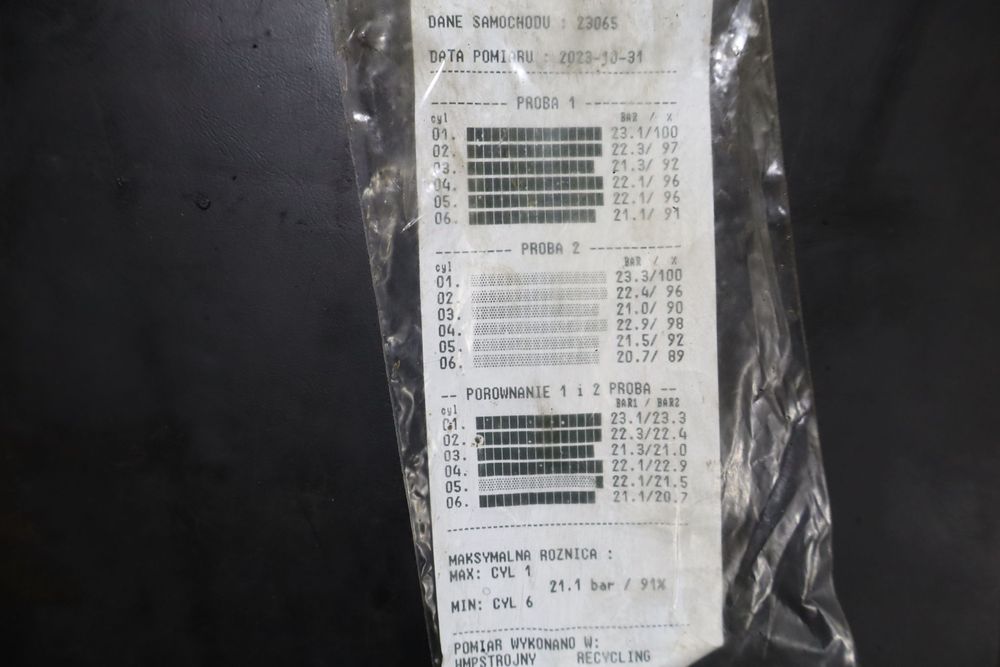 DANE SAMOCHODU : 23065
DATA POMIARU : 2023-10-31
PROBA 1
cyl BAR / %
01. 23.1/100
02. 22.3/ 97
03. 21.3/ 92
04. 22.1/ 96
05. 22.1/ 96
06. 21.1/ 91
PROBA 2
cyl BAR / %
01. 23.3/100
02. 22.4/ 96
03. 21.0/ 90
04. 22.9/ 98
05. 21.5/ 92
06. 20.7/ 89
-- POROWNANIE 1 i 2 PROBA --
cyl BAR1 / BAR2
01. 23.1/23.3
02. 22.3/22.4
03. 21.3/21.0
04. 22.1/22.9
05. 22.1/21.5
06. 21.1/20.7
MAKSYMALNA ROZNICA :
MAX: CYL 1
21.1 bar / 91%
MIN: CYL 6
POMIAR WYKONANO W:
HMPSTROJNY RECYCLING